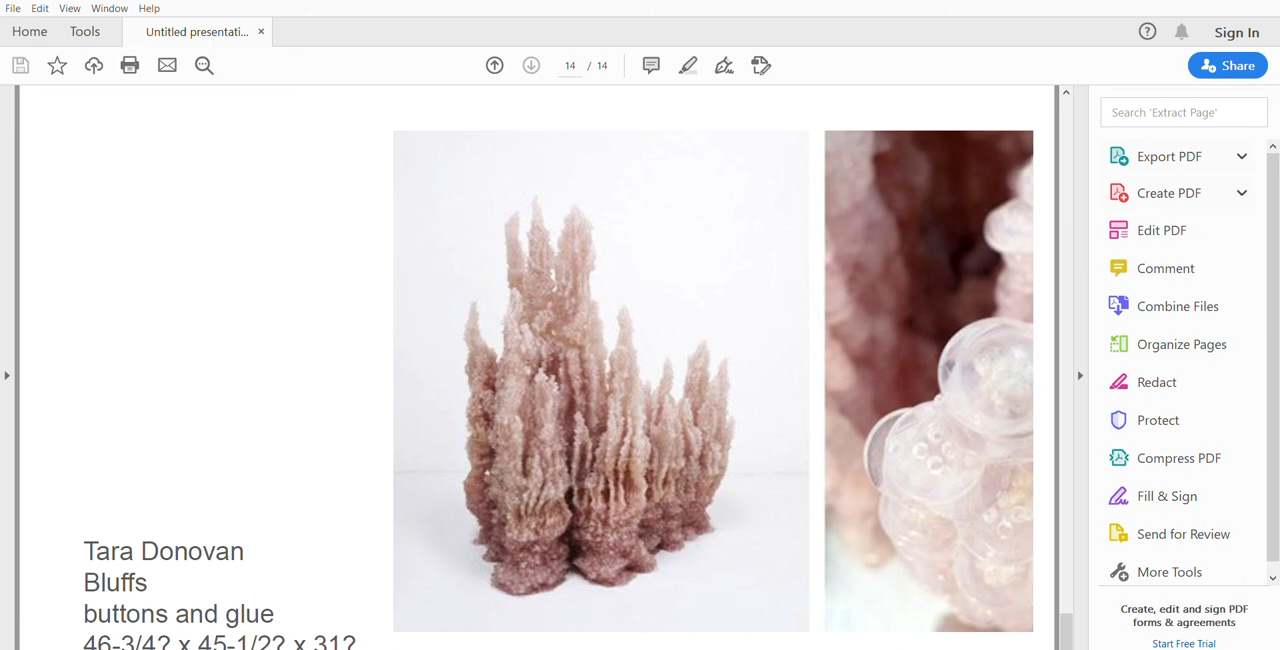 File Edit View Window Help
Home Tools Untitled presentati... × Sign In
14 / 14 Share
Search 'Extract Page'
Export PDF
Create PDF
Edit PDF
Comment
Combine Files
Organize Pages
Redact
Protect
Compress PDF
Fill & Sign
Send for Review
More Tools
Create, edit and sign PDF
forms & agreements
Start Free Trial
Tara Donovan
Bluffs
buttons and glue
46-3/4? x 45-1/2? x 31?